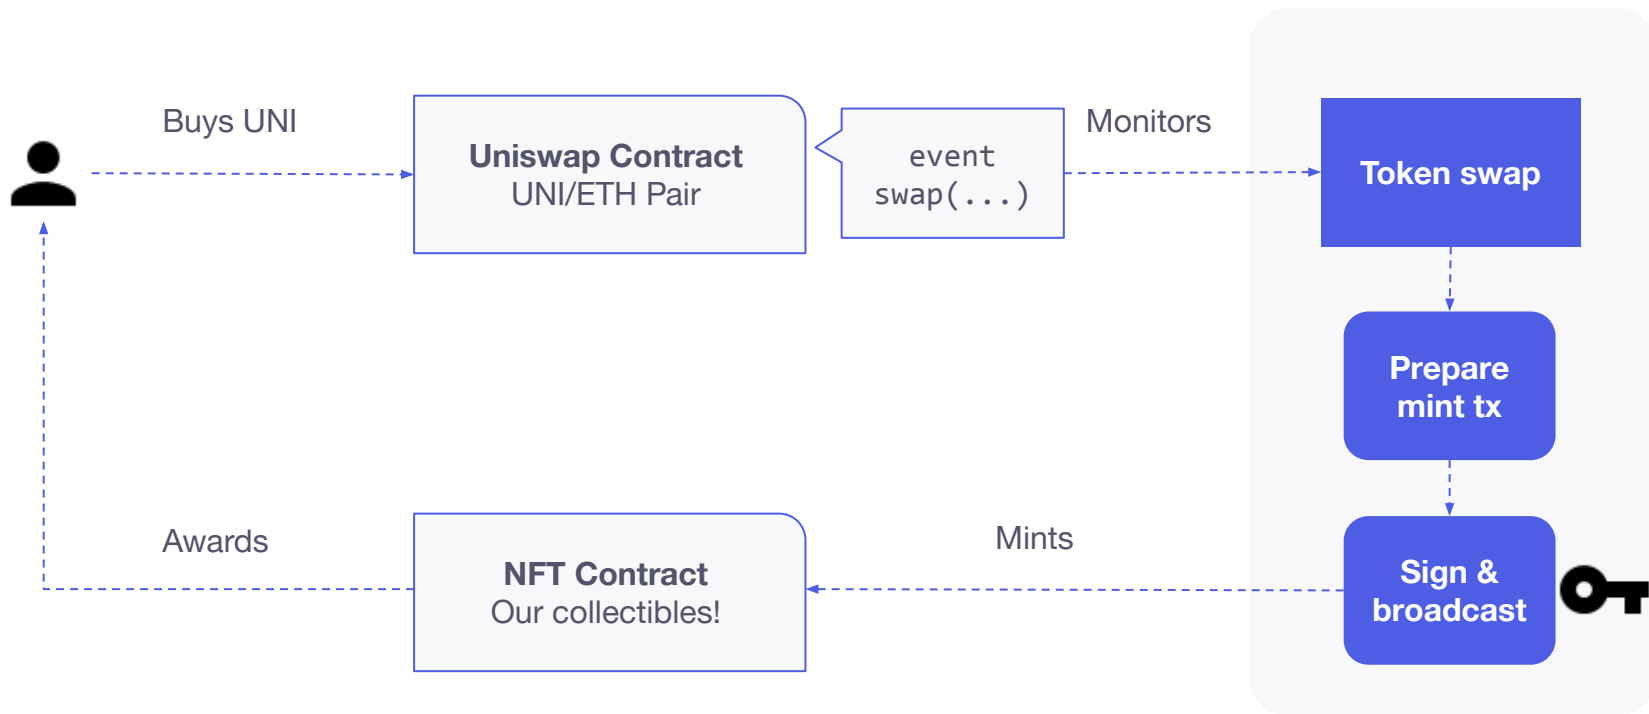 Buys UNI
Uniswap Contract
UNI/ETH Pair
event
swap(...)
Monitors
Token swap
Prepare
mint tx
Sign &
broadcast
Mints
NFT Contract
Our collectibles!
Awards